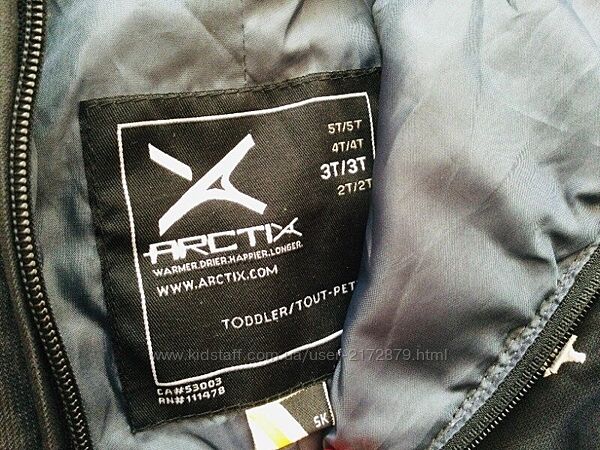 5T/5T
4T/4T
3T/3T
2T/2T
ARCTIX
WARMER.DRIER.HAPPIER.LONGER.
WWW.ARCTIX.COM
TODDLER/TOUT-PET
www.kidstaff.com.ua/user-2172879.html
CA#53003
RN#111478
5K